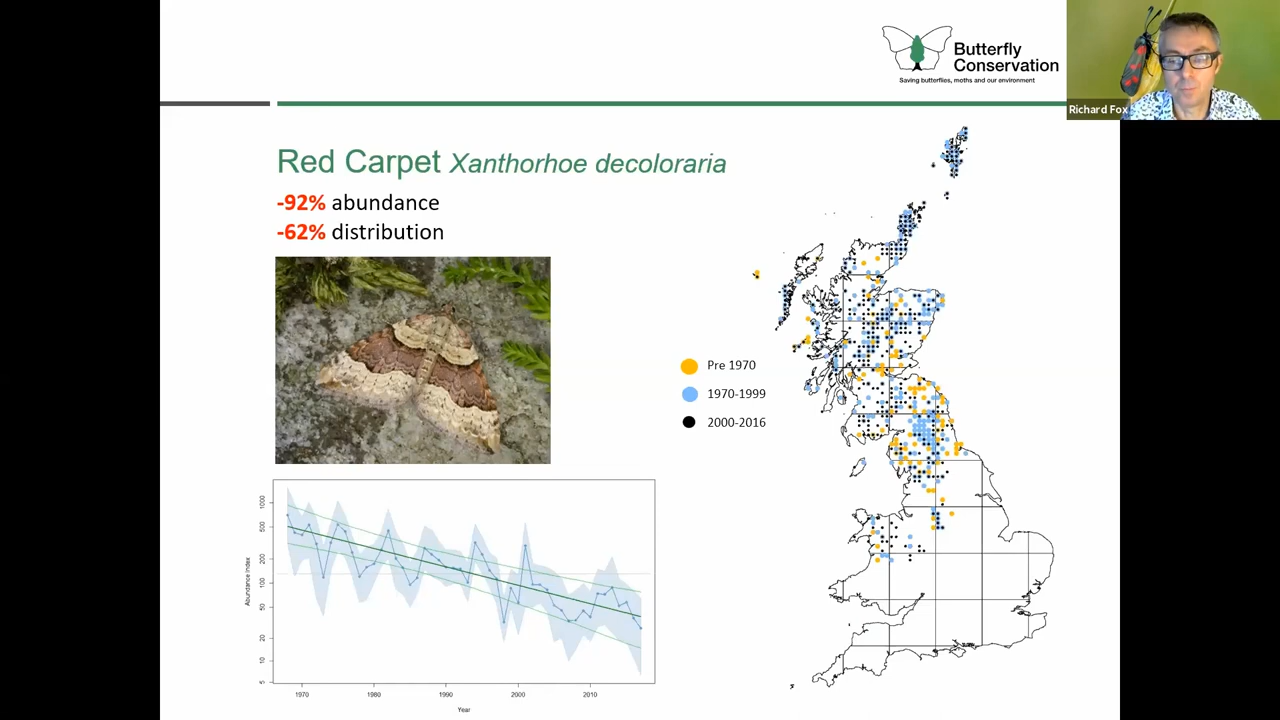 Butterfly
Conservation
Saving butterflies, moths and our environment
Richard Fox
Red Carpet Xanthorhoe decoloraria
-92% abundance
-62% distribution
Pre 1970
1970-1999
2000-2016
Abundance Index
1000
500
200
100
50
20
10
5
1970 1980 1990 2000 2010
Year